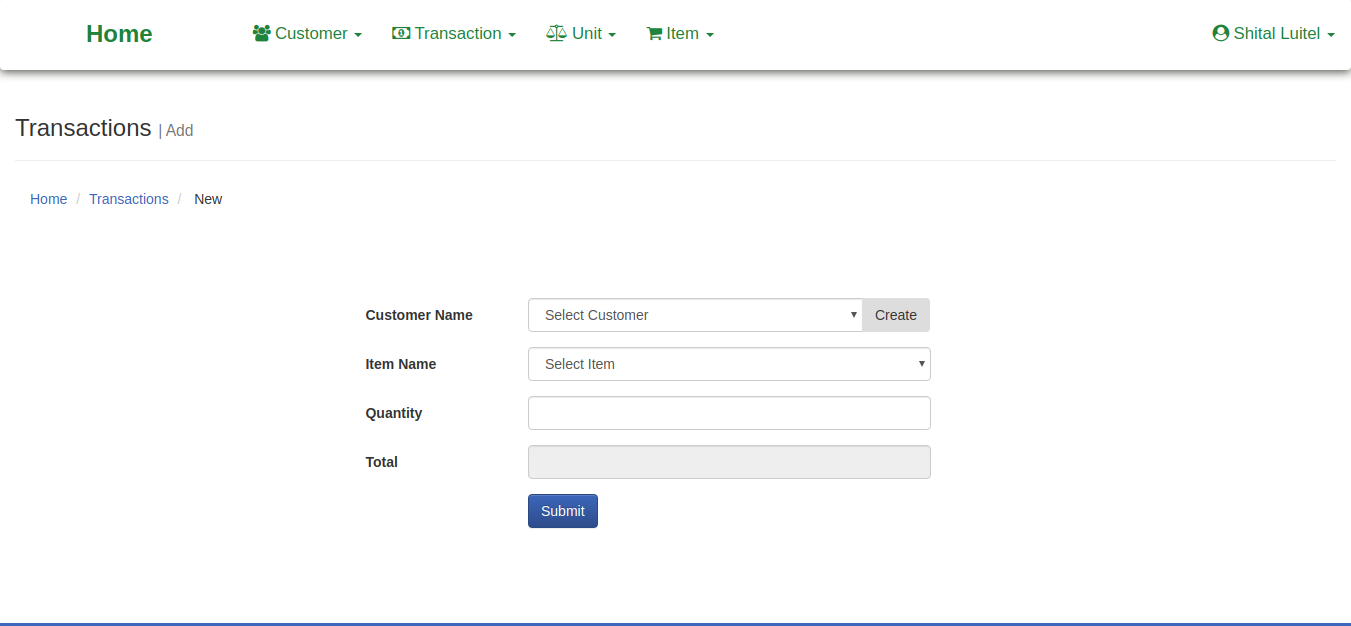 Home Customer Transaction Unit Item Shital Luitel
Transactions | Add
Home / Transactions / New
Customer Name Select Customer Create
Item Name Select Item
Quantity
Total
Submit